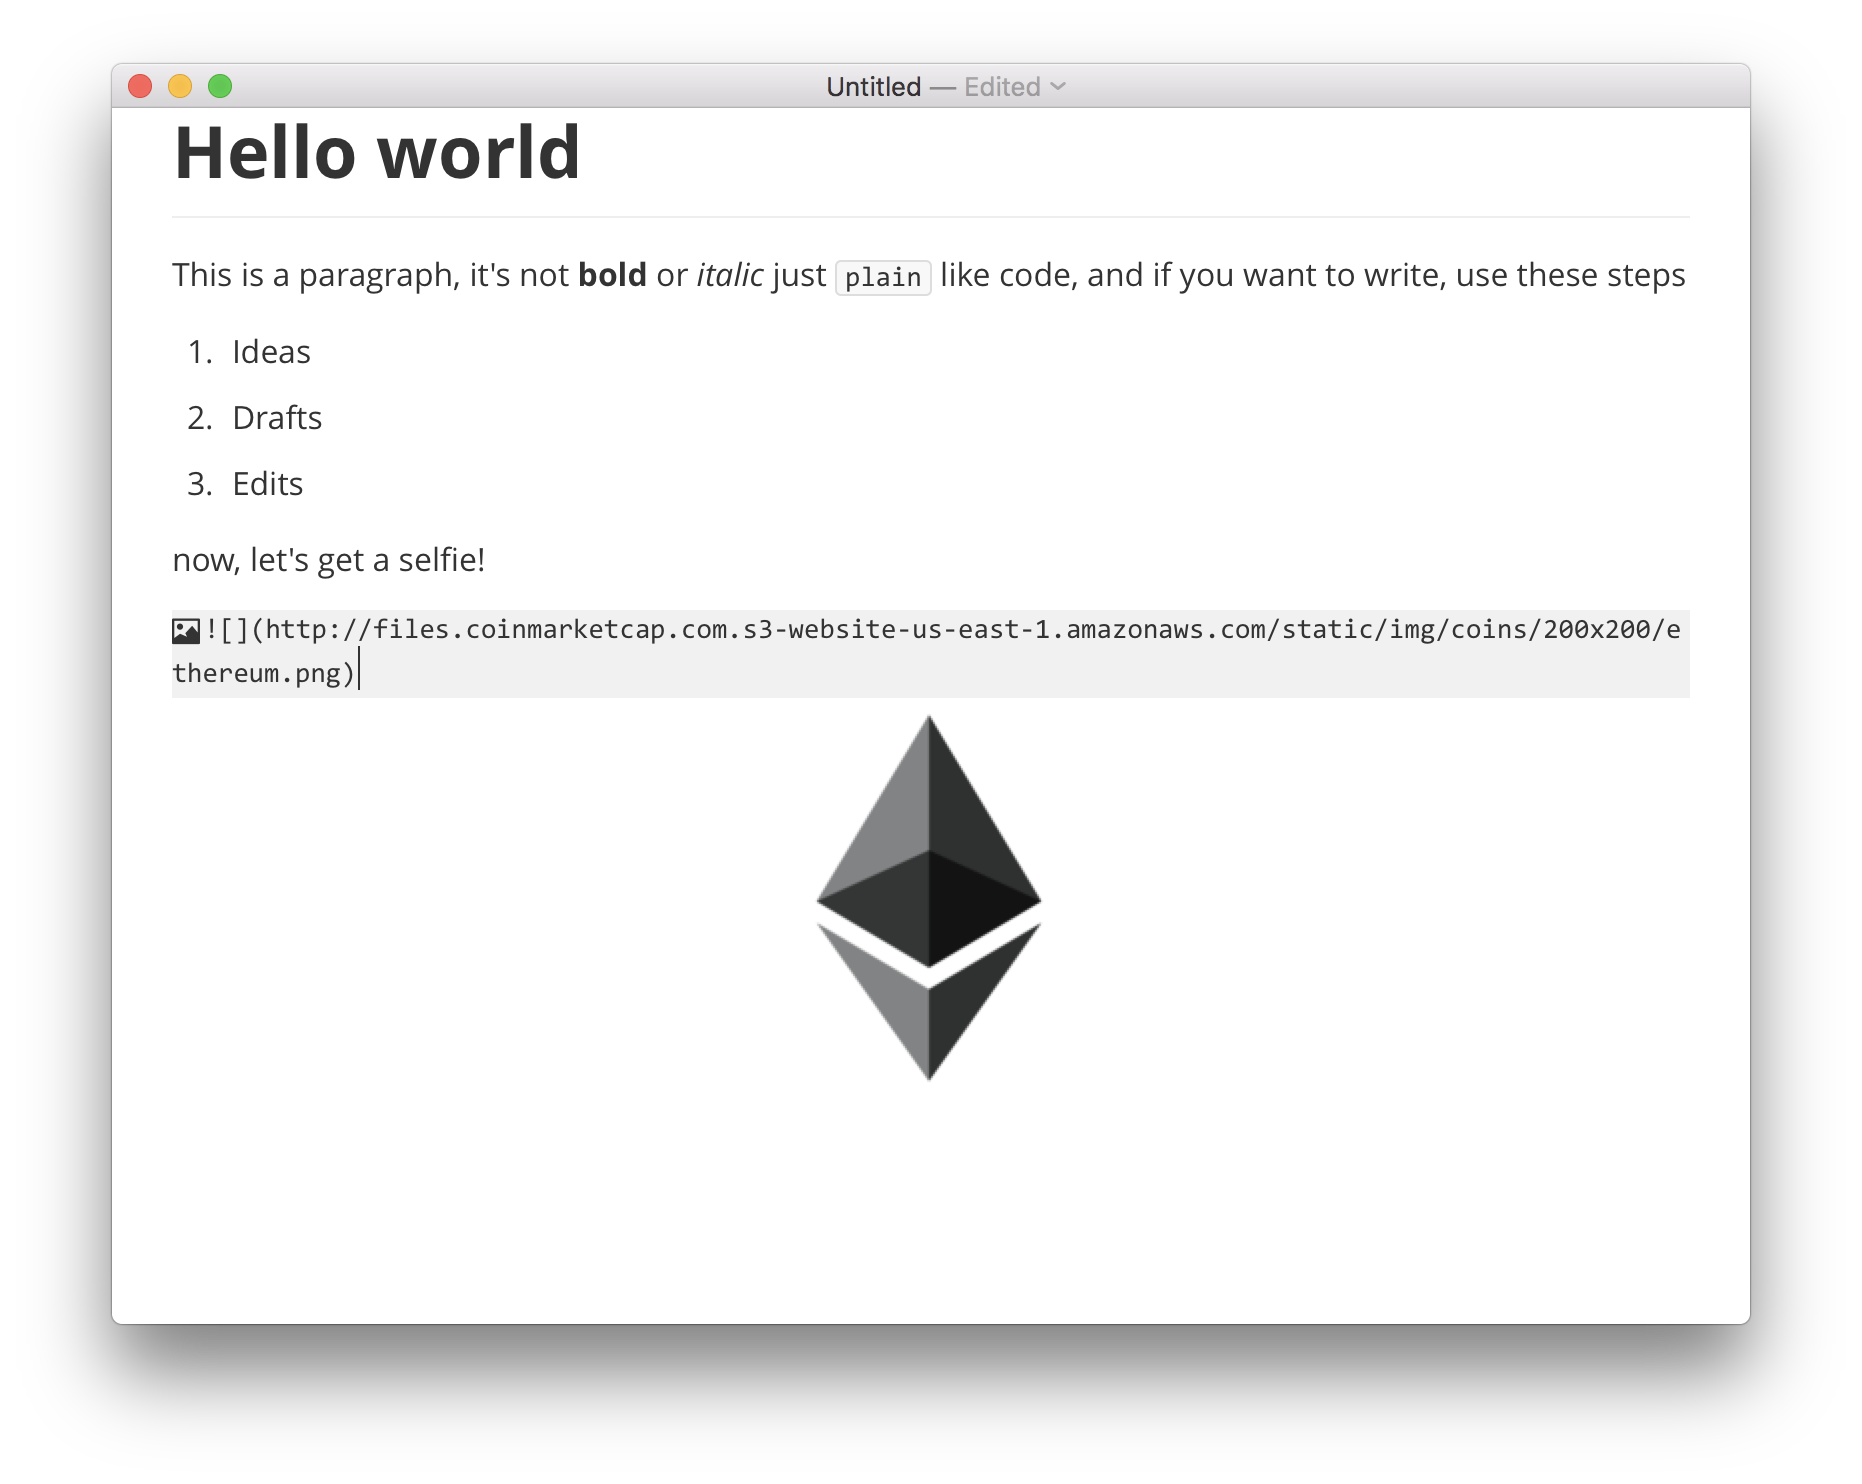 Untitled — Edited
Hello world
This is a paragraph, it's not bold or italic just plain like code, and if you want to write, use these steps
1. Ideas
2. Drafts
3. Edits
now, let's get a selfie!
![](http://files.coinmarketcap.com.s3-website-us-east-1.amazonaws.com/static/img/coins/200x200/e
thereum.png)